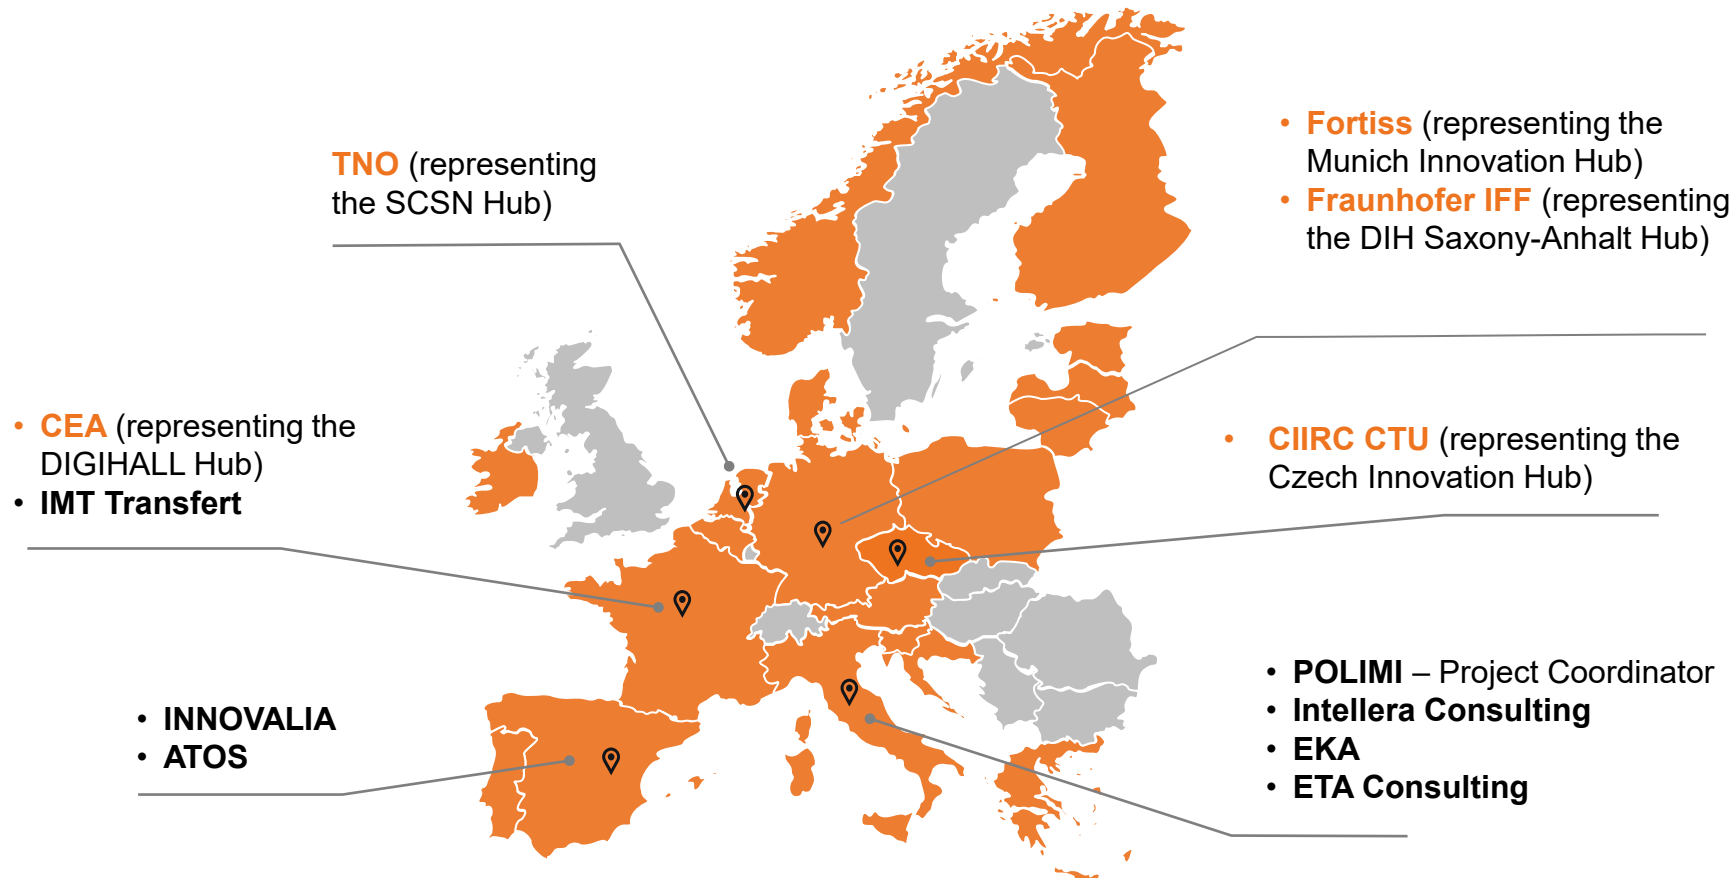 TNO (representing
the SCSN Hub)
• Fortiss (representing the
Munich Innovation Hub)
• Fraunhofer IFF (representing
the DIH Saxony-Anhalt Hub)
• CEA (representing the
DIGIHALL Hub)
• IMT Transfert
• CIIRC CTU (representing the
Czech Innovation Hub)
• INNOVALIA
• ATOS
• POLIMI – Project Coordinator
• Intellera Consulting
• EKA
• ETA Consulting